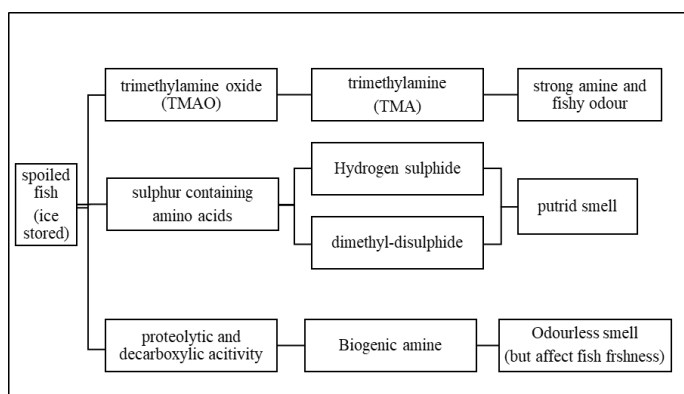 trimethylamine oxide
(TMAO)
trimethylamine
(TMA)
strong amine and
fishy odour
spoiled
fish
(ice
stored)
sulphur containing
amino acids
Hydrogen sulphide
dimethyl-disulphide
putrid smell
proteolytic and
decarboxylic acitivity
Biogenic amine
Odourless smell
(but affect fish frshness)